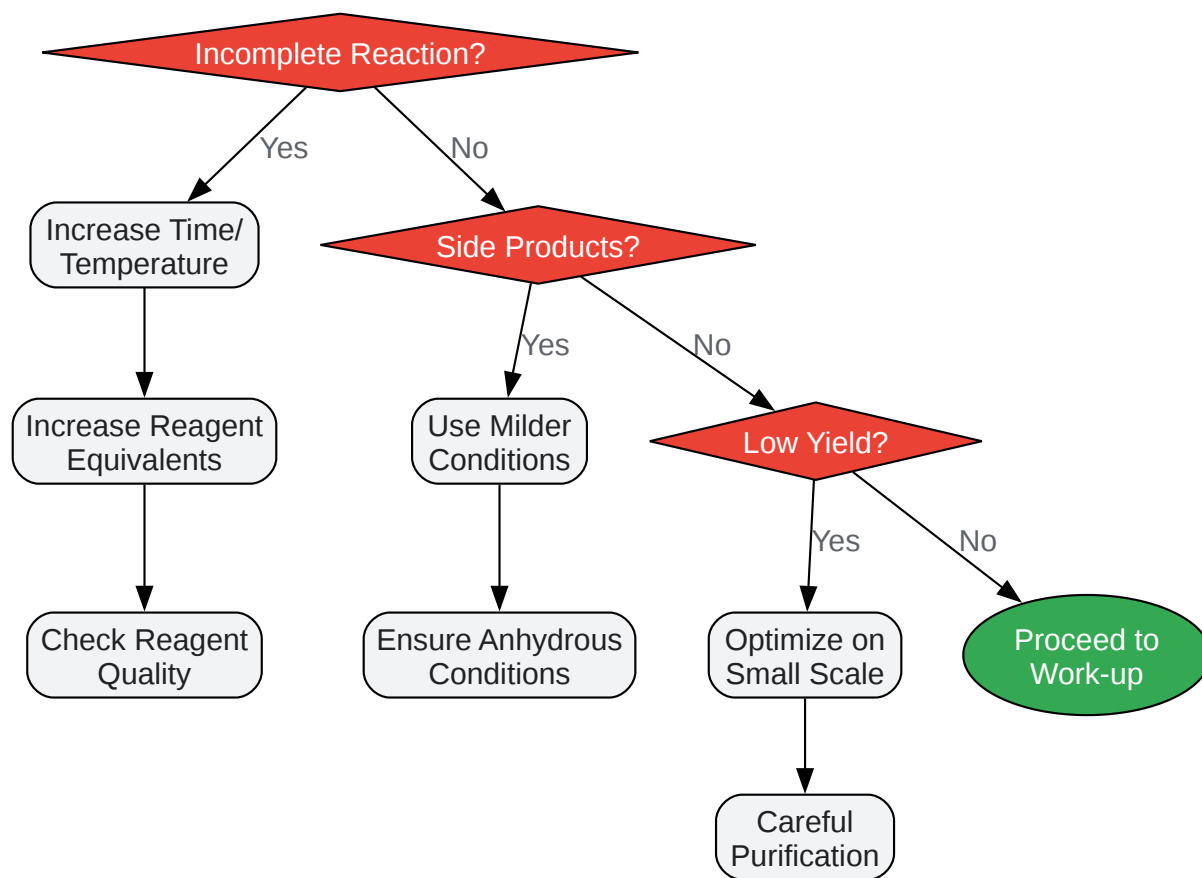 Incomplete Reaction?
Yes
No
Increase Time/
Temperature
Side Products?
Yes
No
Increase Reagent
Equivalents
Use Milder
Conditions
Low Yield?
Yes
No
Check Reagent
Quality
Ensure Anhydrous
Conditions
Optimize on
Small Scale
Proceed to
Work-up
Careful
Purification